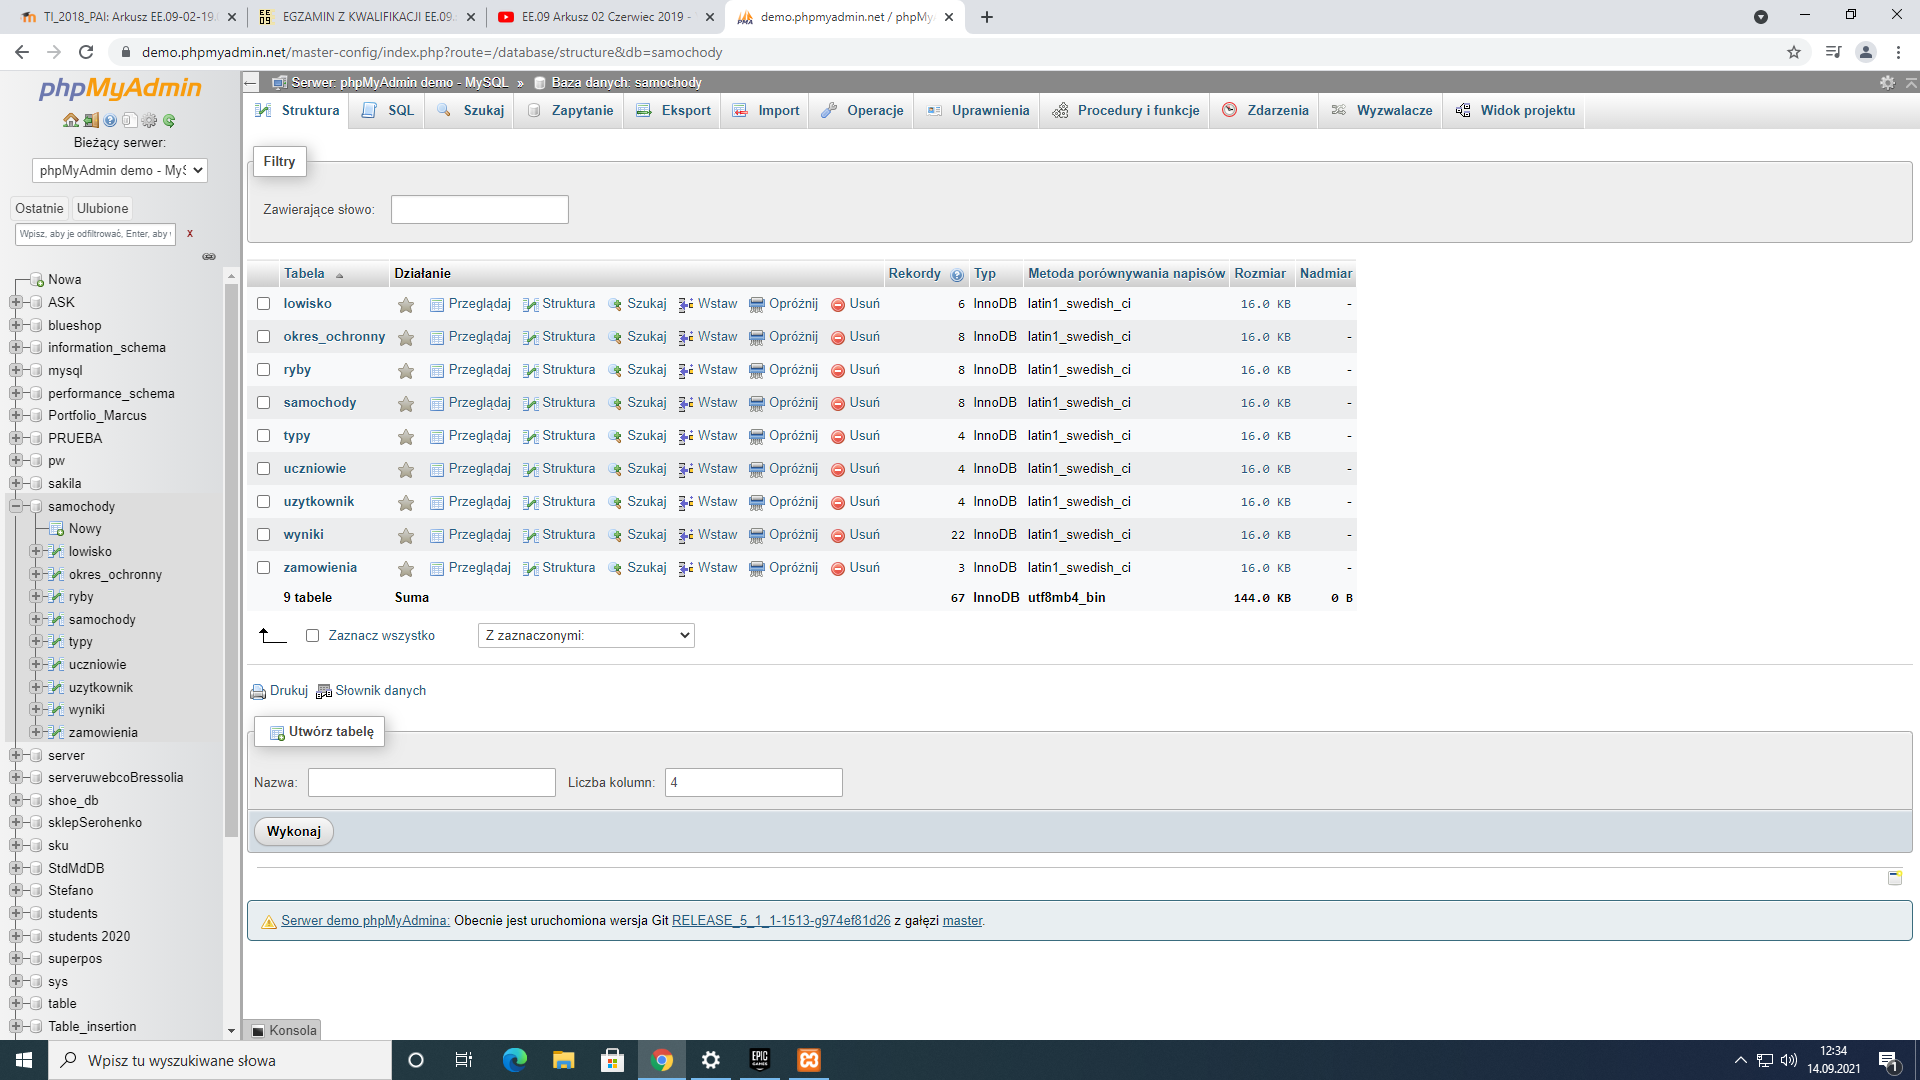 TI_2018_PAI: Arkusz EE.09-02-19.
EGZAMIN Z KWALIFIKACJI EE.09.
EE.09 Arkusz 02 Czerwiec 2019 -
demo.phpmyadmin.net / phpMy
demo.phpmyadmin.net/master-config/index.php?route=/database/structure&db=samochody
phpMyAdmin
Bieżący serwer:
phpMyAdmin demo - MyS
Ostatnie
Ulubione
Wpisz, aby je odfiltrować, Enter, aby
X
Nowa
ASK
blueshop
information_schema
mysql
performance_schema
Portfolio_Marcus
PRUEBA
pw
sakila
samochody
Nowy
lowisko
okres_ochronny
ryby
samochody
typy
uczniowie
uzytkownik
wyniki
zamowienia
server
serveruwebcoBressolia
shoe_db
sklepSerohenko
sku
StdMdDB
Stefano
students
students 2020
superpos
sys
table
Table_insertion
Serwer: phpMyAdmin demo - MySQL » Baza danych: samochody
Struktura SQL Szukaj Zapytanie Eksport Import Operacje Uprawnienia Procedury i funkcje Zdarzenia Wyzwalacze Widok projektu
Filtry
Zawierające słowo:
Tabela Działanie Rekordy Typ Metoda porównywania napisów Rozmiar Nadmiar
lowisko Przeglądaj Struktura Szukaj Wstaw Opróżnij Usuń 6 InnoDB latin1_swedish_ci 16.0 KB -
okres_ochronny Przeglądaj Struktura Szukaj Wstaw Opróżnij Usuń 8 InnoDB latin1_swedish_ci 16.0 KB -
ryby Przeglądaj Struktura Szukaj Wstaw Opróżnij Usuń 8 InnoDB latin1_swedish_ci 16.0 KB -
samochody Przeglądaj Struktura Szukaj Wstaw Opróżnij Usuń 8 InnoDB latin1_swedish_ci 16.0 KB -
typy Przeglądaj Struktura Szukaj Wstaw Opróżnij Usuń 4 InnoDB latin1_swedish_ci 16.0 KB -
uczniowie Przeglądaj Struktura Szukaj Wstaw Opróżnij Usuń 4 InnoDB latin1_swedish_ci 16.0 KB -
uzytkownik Przeglądaj Struktura Szukaj Wstaw Opróżnij Usuń 4 InnoDB latin1_swedish_ci 16.0 KB -
wyniki Przeglądaj Struktura Szukaj Wstaw Opróżnij Usuń 22 InnoDB latin1_swedish_ci 16.0 KB -
zamowienia Przeglądaj Struktura Szukaj Wstaw Opróżnij Usuń 3 InnoDB latin1_swedish_ci 16.0 KB -
9 tabele Suma 67 InnoDB utf8mb4_bin 144.0 KB 0 B
Zaznacz wszystko Z zaznaczonymi:
Drukuj Słownik danych
Utwórz tabelę
Nazwa: Liczba kolumn: 4
Wykonaj
Serwer demo phpMyAdmina: Obecnie jest uruchomiona wersja Git RELEASE_5_1_1-1513-g974ef81d26 z gałęzi master.
Konsola
Wpisz tu wyszukiwane słowa
EPIC GAMES
12:34
14.09.2021
1